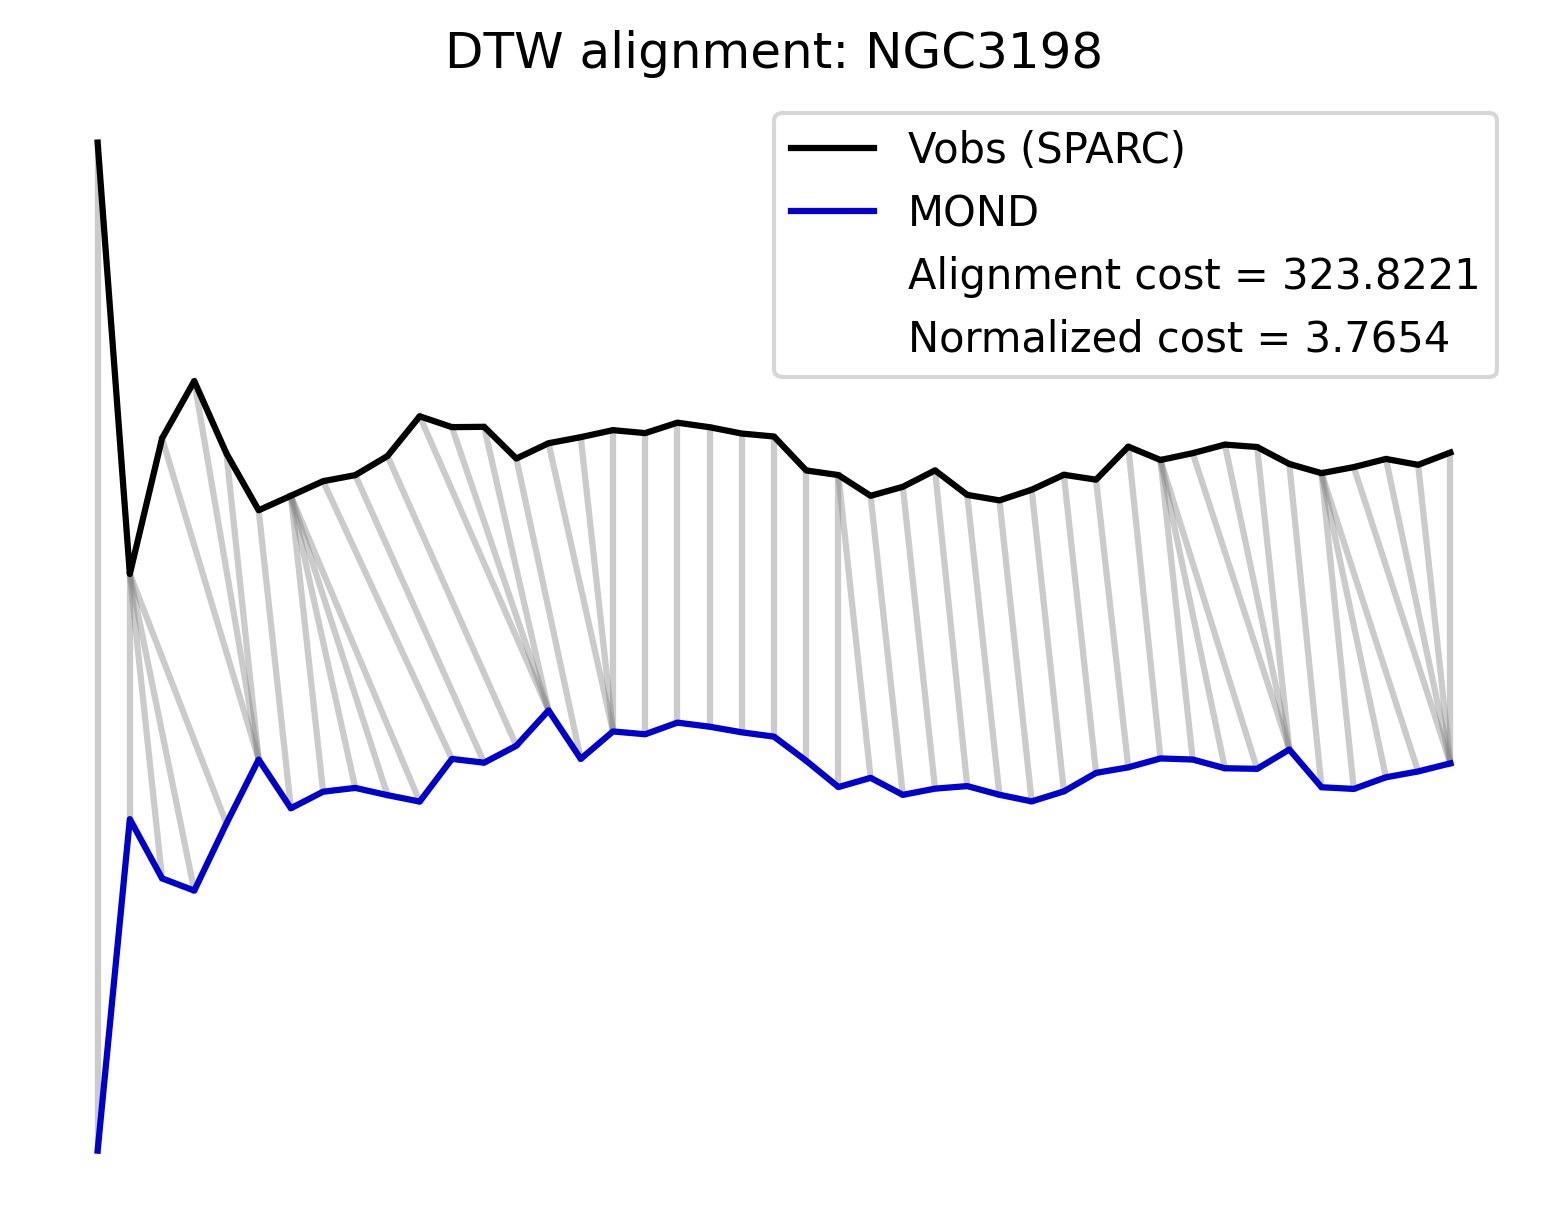 DTW alignment: NGC3198
Vobs (SPARC)
MOND
Alignment cost = 323.8221
Normalized cost = 3.7654